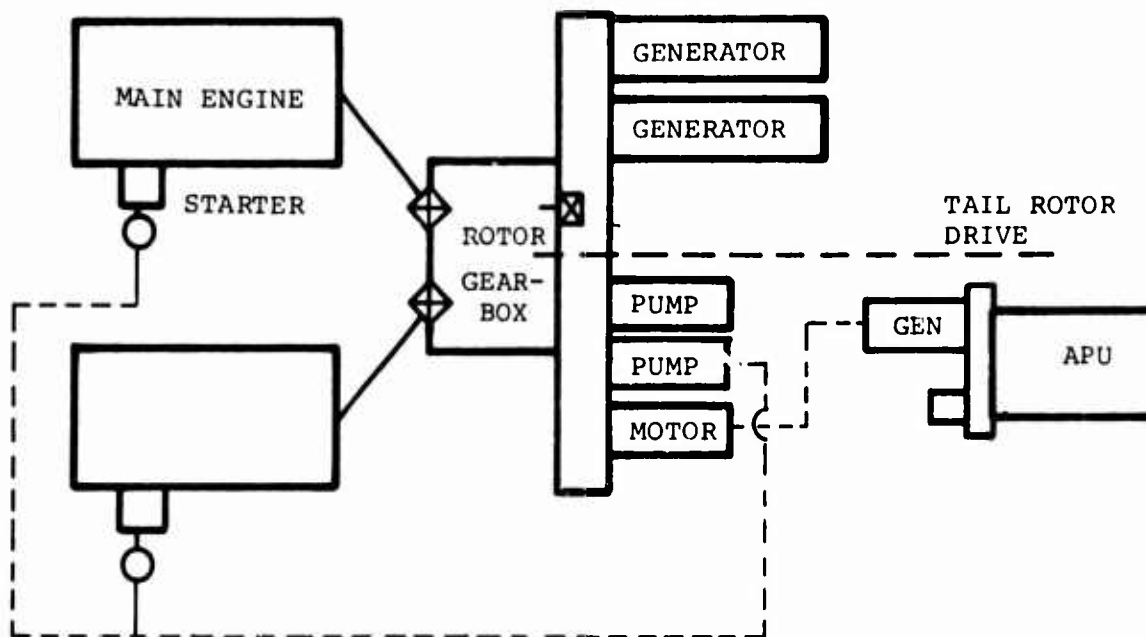 GENERATOR
MAIN ENGINE
GENERATOR
STARTER
TAIL ROTOR
DRIVE
ROTOR
GEAR-
BOX
PUMP
GEN
APU
PUMP
MOTOR